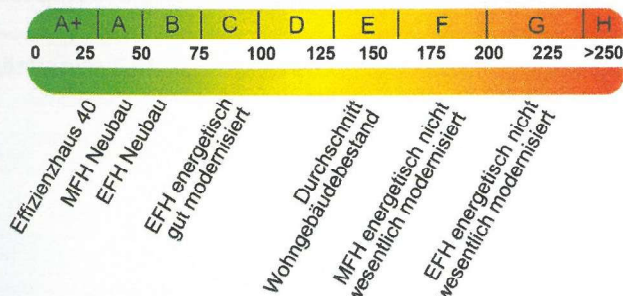 A+ A B C D E F G H
0 25 50 75 100 125 150 175 200 225 >250
Effizienzhaus 40
MFH Neubau
EFH Neubau
EFH energetisch
gut modernisiert
Durchschnitt
Wohngebäudebestand
MFH energetisch nicht
wesentlich modernisiert
EFH energetisch nicht
wesentlich modernisiert